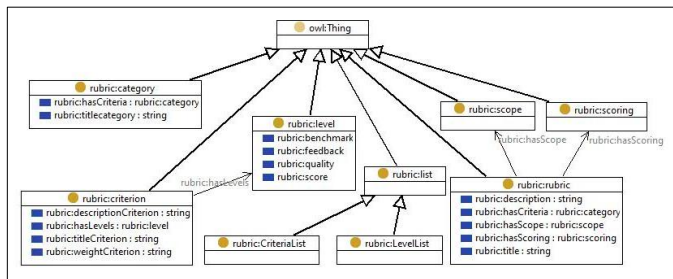 owl:Thing
rubric:category
rubric:hasCriteria : rubric:category
rubric:titlecategory : string
rubric:level
rubric:benchmark
rubric:feedback
rubric:quality
rubric:score
rubric:scope
rubric:scoring
rubric:hasScope
rubric:hasScoring
rubric:hasLevels
rubric:list
rubric:criterion
rubric:descriptionCriterion : string
rubric:hasLevels : rubric:level
rubric:titleCriterion : string
rubric:weightCriterion : string
rubric:rubric
rubric:description : string
rubric:hasCriteria : rubric:category
rubric:hasScope : rubric:scope
rubric:hasScoring : rubric:scoring
rubric:title : string
rubric:CriteriaList
rubric:LevelList